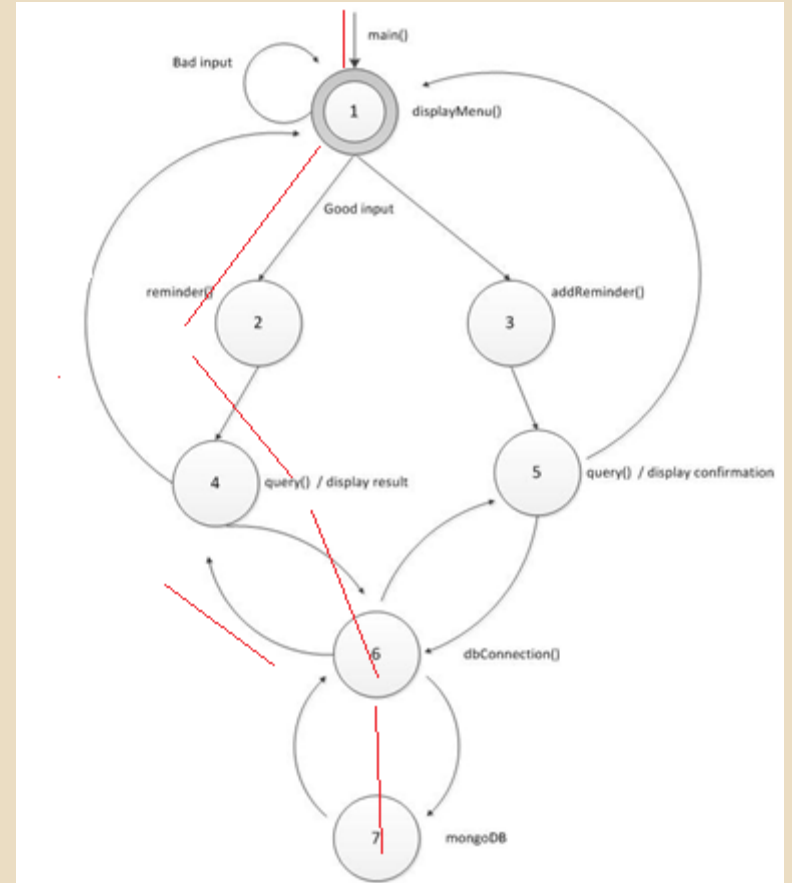 main()
Bad input
1
displayMenu()
Good input
reminder()
addReminder()
2
3
4
query() / display result
5
query() / display confirmation
6
dbConnection()
7
mongoDB